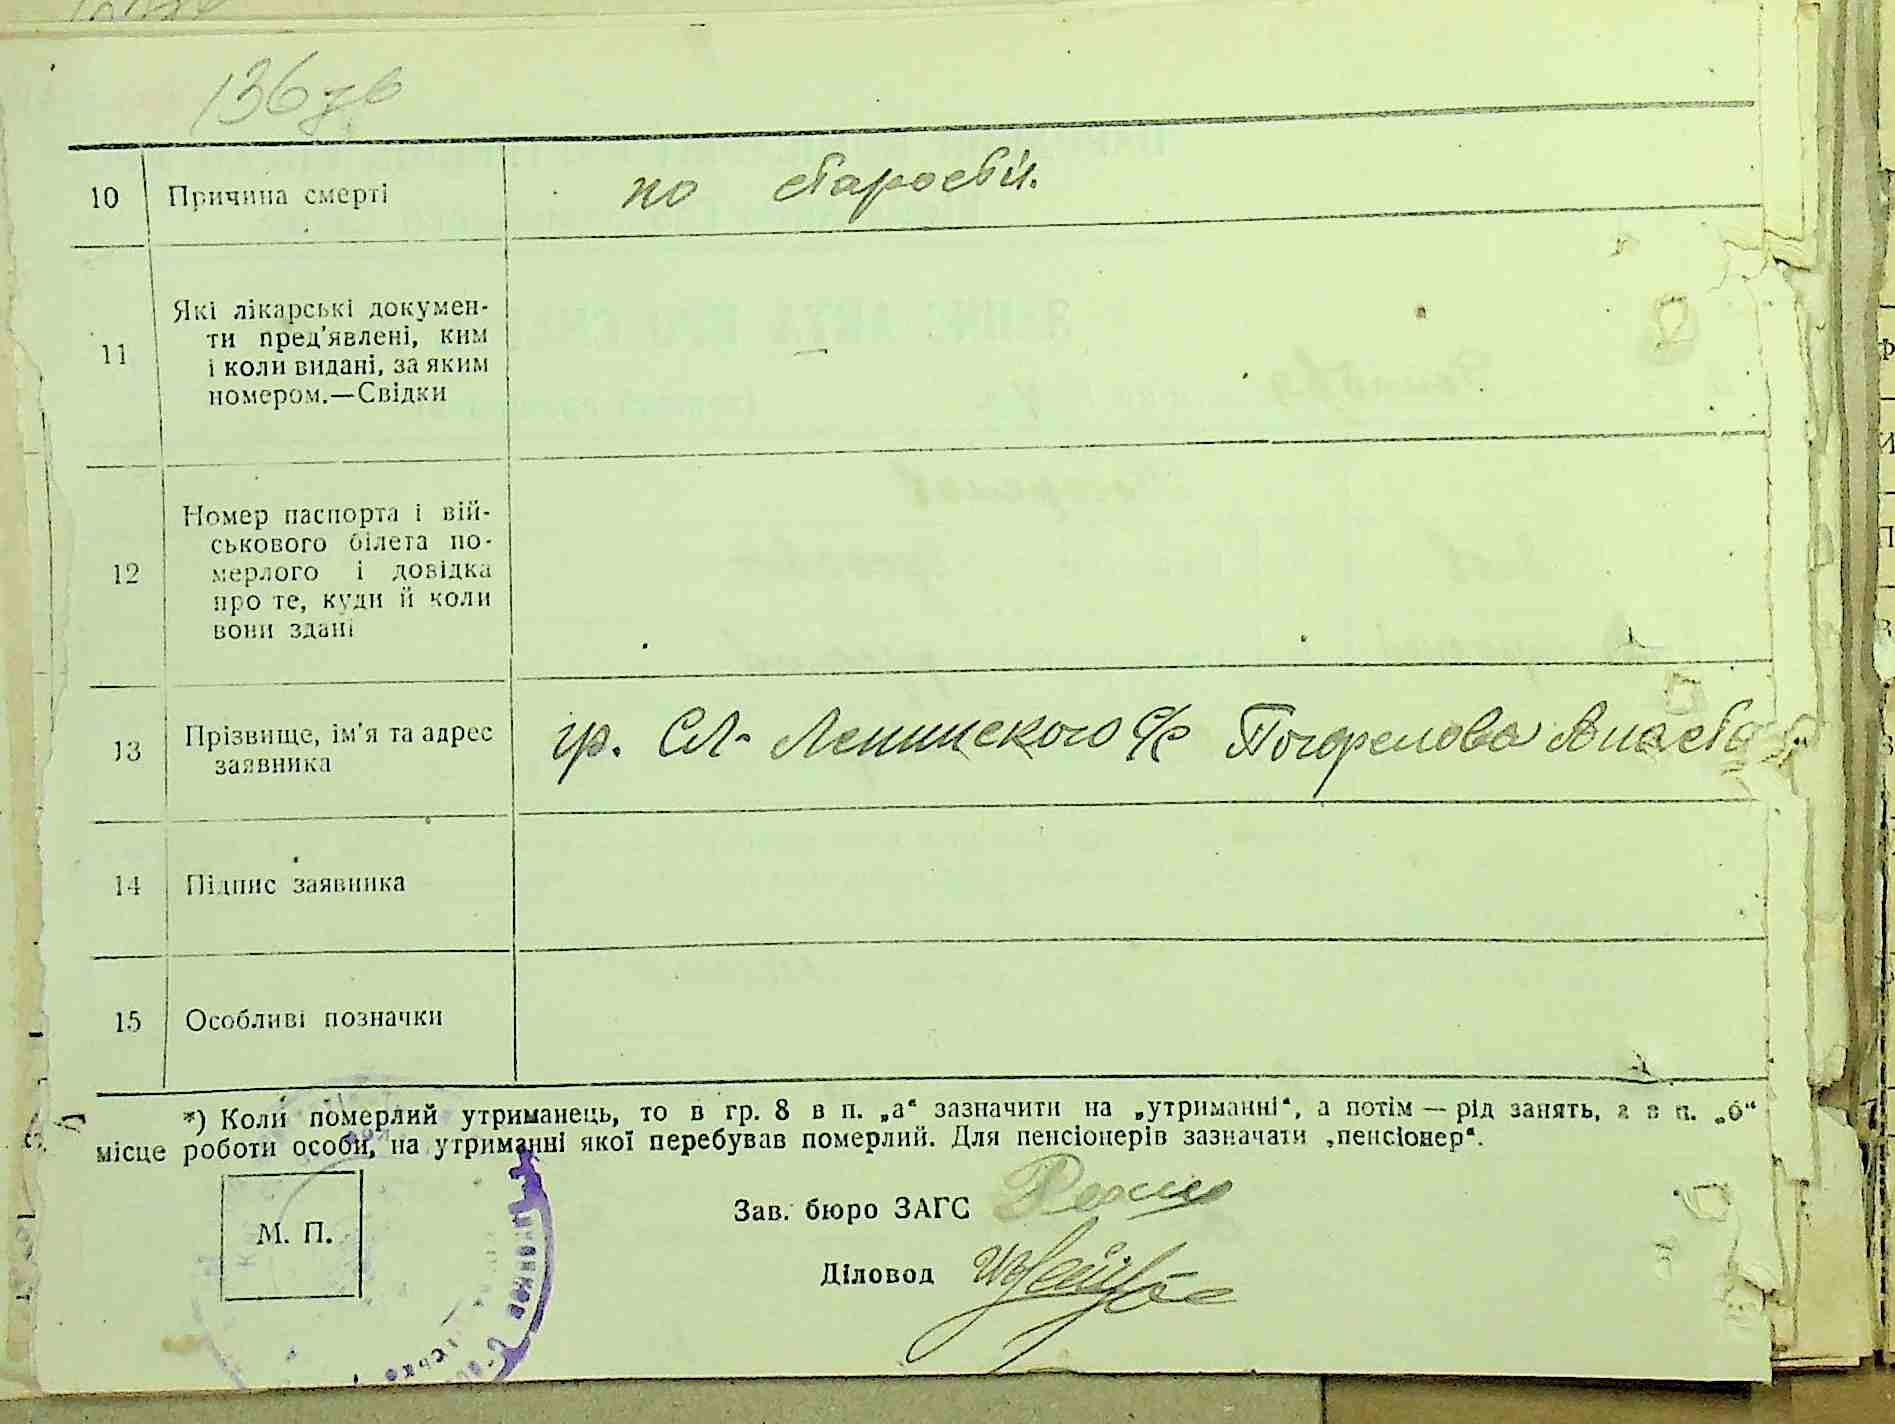 136 зв
10 Причина смерті по старості.
11 Які лікарські докумен-
ти пред'явлені, ким
і коли видані, за яким
номером.—Свідки —
12 Номер паспорта і вій-
ськового білета по-
мерлого і довідка
про те, куди й коли
вони здані
13 Прізвище, ім'я та адрес
заявника
гр. СЛ- Ленинского с/с Погорелова Анаста
14 Підпис заявника
15 Особливі позначки
*) Коли померлий утриманець, то в гр. 8 в п. „а“ зазначити на „утриманні“, а потім — рід занять, а в п. „б“
місце роботи особи, на утриманні якої перебував померлий. Для пенсіонерів зазначати „пенсіонер“.
М. П.
Зав. бюро ЗАГС
Діловод